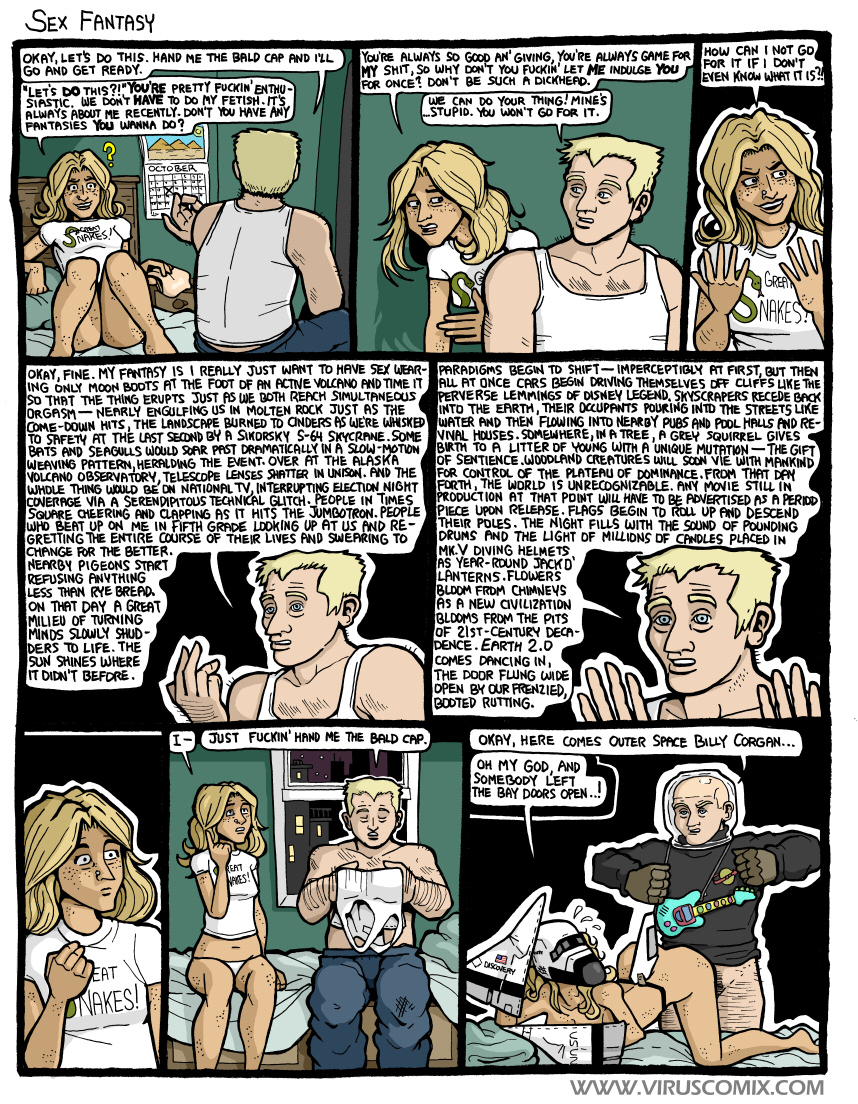 SEX FANTASY
OKAY, LET'S DO THIS. HAND ME THE BALD CAP AND I'LL
GO AND GET READY.
"LET'S DO THIS?!" YOU'RE PRETTY FUCKIN' ENTHU-
SIASTIC. WE DON'T HAVE TO DO MY FETISH. IT'S
ALWAYS ABOUT ME RECENTLY. DON'T YOU HAVE ANY
FANTASIES YOU WANNA DO?
?
OCTOBER
GREAT
SNAKES!
YOU'RE ALWAYS SO GOOD AN' GIVING, YOU'RE ALWAYS GAME FOR
MY SHIT, SO WHY DON'T YOU FUCKIN' LET ME INDULGE YOU
FOR ONCE? DON'T BE SUCH A DICKHEAD.
WE CAN DO YOUR THING! MINE'S
...STUPID. YOU WON'T GO FOR IT.
HOW CAN I NOT GO
FOR IT IF I DON'T
EVEN KNOW WHAT IT IS?!
GREAT
SNAKES!
OKAY, FINE. MY FANTASY IS I REALLY JUST WANT TO HAVE SEX WEAR-
ING ONLY MOON BOOTS AT THE FOOT OF AN ACTIVE VOLCANO AND TIME IT
SO THAT THE THING ERUPTS JUST AS WE BOTH REACH SIMULTANEOUS
ORGASM — NEARLY ENGULFING US IN MOLTEN ROCK JUST AS THE
COME-DOWN HITS, THE LANDSCAPE BURNED TO CINDERS AS WE'RE WHISKED
TO SAFETY AT THE LAST SECOND BY A SIKORSKY S-64 SKYCRANE. SOME
BATS AND SEAGULLS WOULD SOAR PAST DRAMATICALLY IN A SLOW-MOTION
WEAVING PATTERN, HERALDING THE EVENT. OVER AT THE ALASKA
VOLCANO OBSERVATORY, TELESCOPE LENSES SHATTER IN UNISON. AND THE
WHOLE THING WOULD BE ON NATIONAL TV, INTERRUPTING ELECTION NIGHT
COVERAGE VIA A SERENDIPITOUS TECHNICAL GLITCH. PEOPLE IN TIMES
SQUARE CHEERING AND CLAPPING AS IT HITS THE JUMBOTRON. PEOPLE
WHO BEAT UP ON ME IN FIFTH GRADE LOOKING UP AT US AND RE-
GRETTING THE ENTIRE COURSE OF THEIR LIVES AND SWEARING TO
CHANGE FOR THE BETTER.
NEARBY PIGEONS START
REFUSING ANYTHING
LESS THAN RYE BREAD.
ON THAT DAY A GREAT
MILIEU OF TURNING
MINDS SLOWLY SHUD-
DERS TO LIFE. THE
SUN SHINES WHERE
IT DIDN'T BEFORE.
PARADIGMS BEGIN TO SHIFT — IMPERCEPTIBLY AT FIRST, BUT THEN
ALL AT ONCE CARS BEGIN DRIVING THEMSELVES OFF CLIFFS LIKE THE
PERVERSE LEMMINGS OF DISNEY LEGEND. SKYSCRAPERS RECEDE BACK
INTO THE EARTH, THEIR OCCUPANTS POURING INTO THE STREETS LIKE
WATER AND THEN FLOWING INTO NEARBY PUBS AND POOL HALLS AND RE-
VIVAL HOUSES. SOMEWHERE, IN A TREE, A GREY SQUIRREL GIVES
BIRTH TO A LITTER OF YOUNG WITH A UNIQUE MUTATION — THE GIFT
OF SENTIENCE. WOODLAND CREATURES WILL SOON VIE WITH MANKIND
FOR CONTROL OF THE PLATEAU OF DOMINANCE. FROM THAT DAY
FORTH, THE WORLD IS UNRECOGNIZABLE. ANY MOVIE STILL IN
PRODUCTION AT THAT POINT WILL HAVE TO BE ADVERTISED AS A PERIOD
PIECE UPON RELEASE. FLAGS BEGIN TO ROLL UP AND DESCEND
THEIR POLES. THE NIGHT FILLS WITH THE SOUND OF POUNDING
DRUMS AND THE LIGHT OF MILLIONS OF CANDLES PLACED IN
MK.V DIVING HELMETS
AS YEAR-ROUND JACK O'
LANTERNS. FLOWERS
BLOOM FROM CHIMNEYS
AS A NEW CIVILIZATION
BLOOMS FROM THE PITS
OF 21ST-CENTURY DECA-
DENCE. EARTH 2.0
COMES DANCING IN,
THE DOOR FLUNG WIDE
OPEN BY OUR FRENZIED,
BOOTED RUTTING.
EAT
NAKES!
I-
JUST FUCKIN' HAND ME THE BALD CAP.
REAT
NAKES!
OKAY, HERE COMES OUTER SPACE BILLY CORGAN...
OH MY GOD, AND
SOMEBODY LEFT
THE BAY DOORS OPEN..!
DISCOVERY
USA
WWW.VIRUSCOMIX.COM